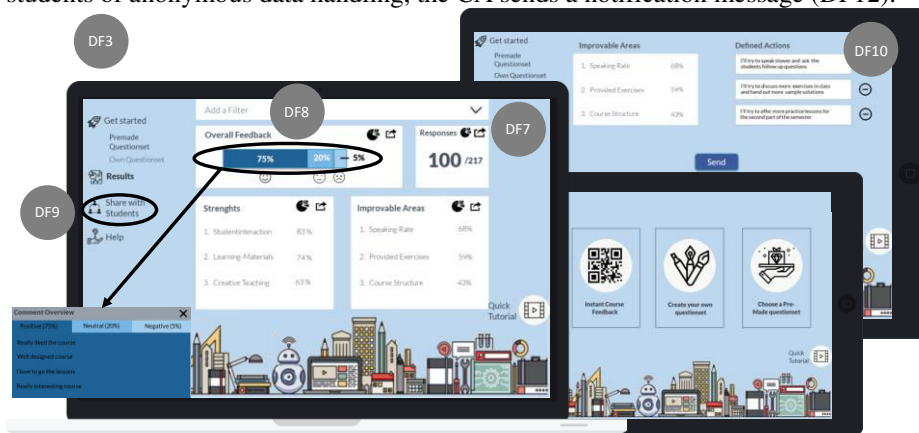 students of anonymous data handling, the CA sends a notification message (DF12).
DF3
Get started
Premade
Questionset
Own Questionset
Improvable Areas
1. Speaking Rate 68%
2. Provided Exercises 59%
3. Course Structure 43%
Defined Actions
I'll try to speak slower and ask the
students follow up questions
I'll try to discuss more exercises in class
and hand out more sample solutions
I'll try to offer more practice lessons for
the second part of the semester
DF10
Send
Get started
Premade
Questionset
Own Questionset
Results
Share with
Students
Help
DF9
Add a Filter
DF8
DF7
Overall Feedback
75% 20% 5%
Responses
100 /217
Strenghts
1. Studentinteraction 83%
2. Learning-Materials 74%
3. Creative Teaching 63%
Improvable Areas
1. Speaking Rate 68%
2. Provided Exercises 59%
3. Course Structure 43%
Quick
Tutorial
Comment Overview X
Positive (75%) Neutral (20%) Negative (5%)
Really liked the course
Well designed course
I love to go the lessons
Really interesting course
Instant Course
Feedback
Create your own
questionset
Choose a Pre-
Made questionset
Quick
Tutorial